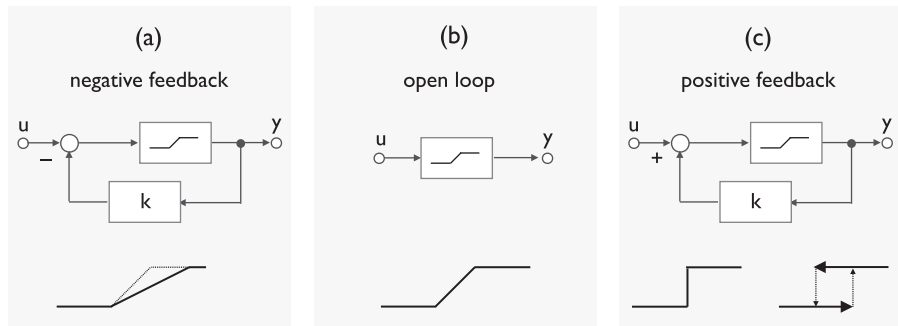 (a)
negative feedback
u
y
−
k
(b)
open loop
u
y
(c)
positive feedback
u
y
+
k